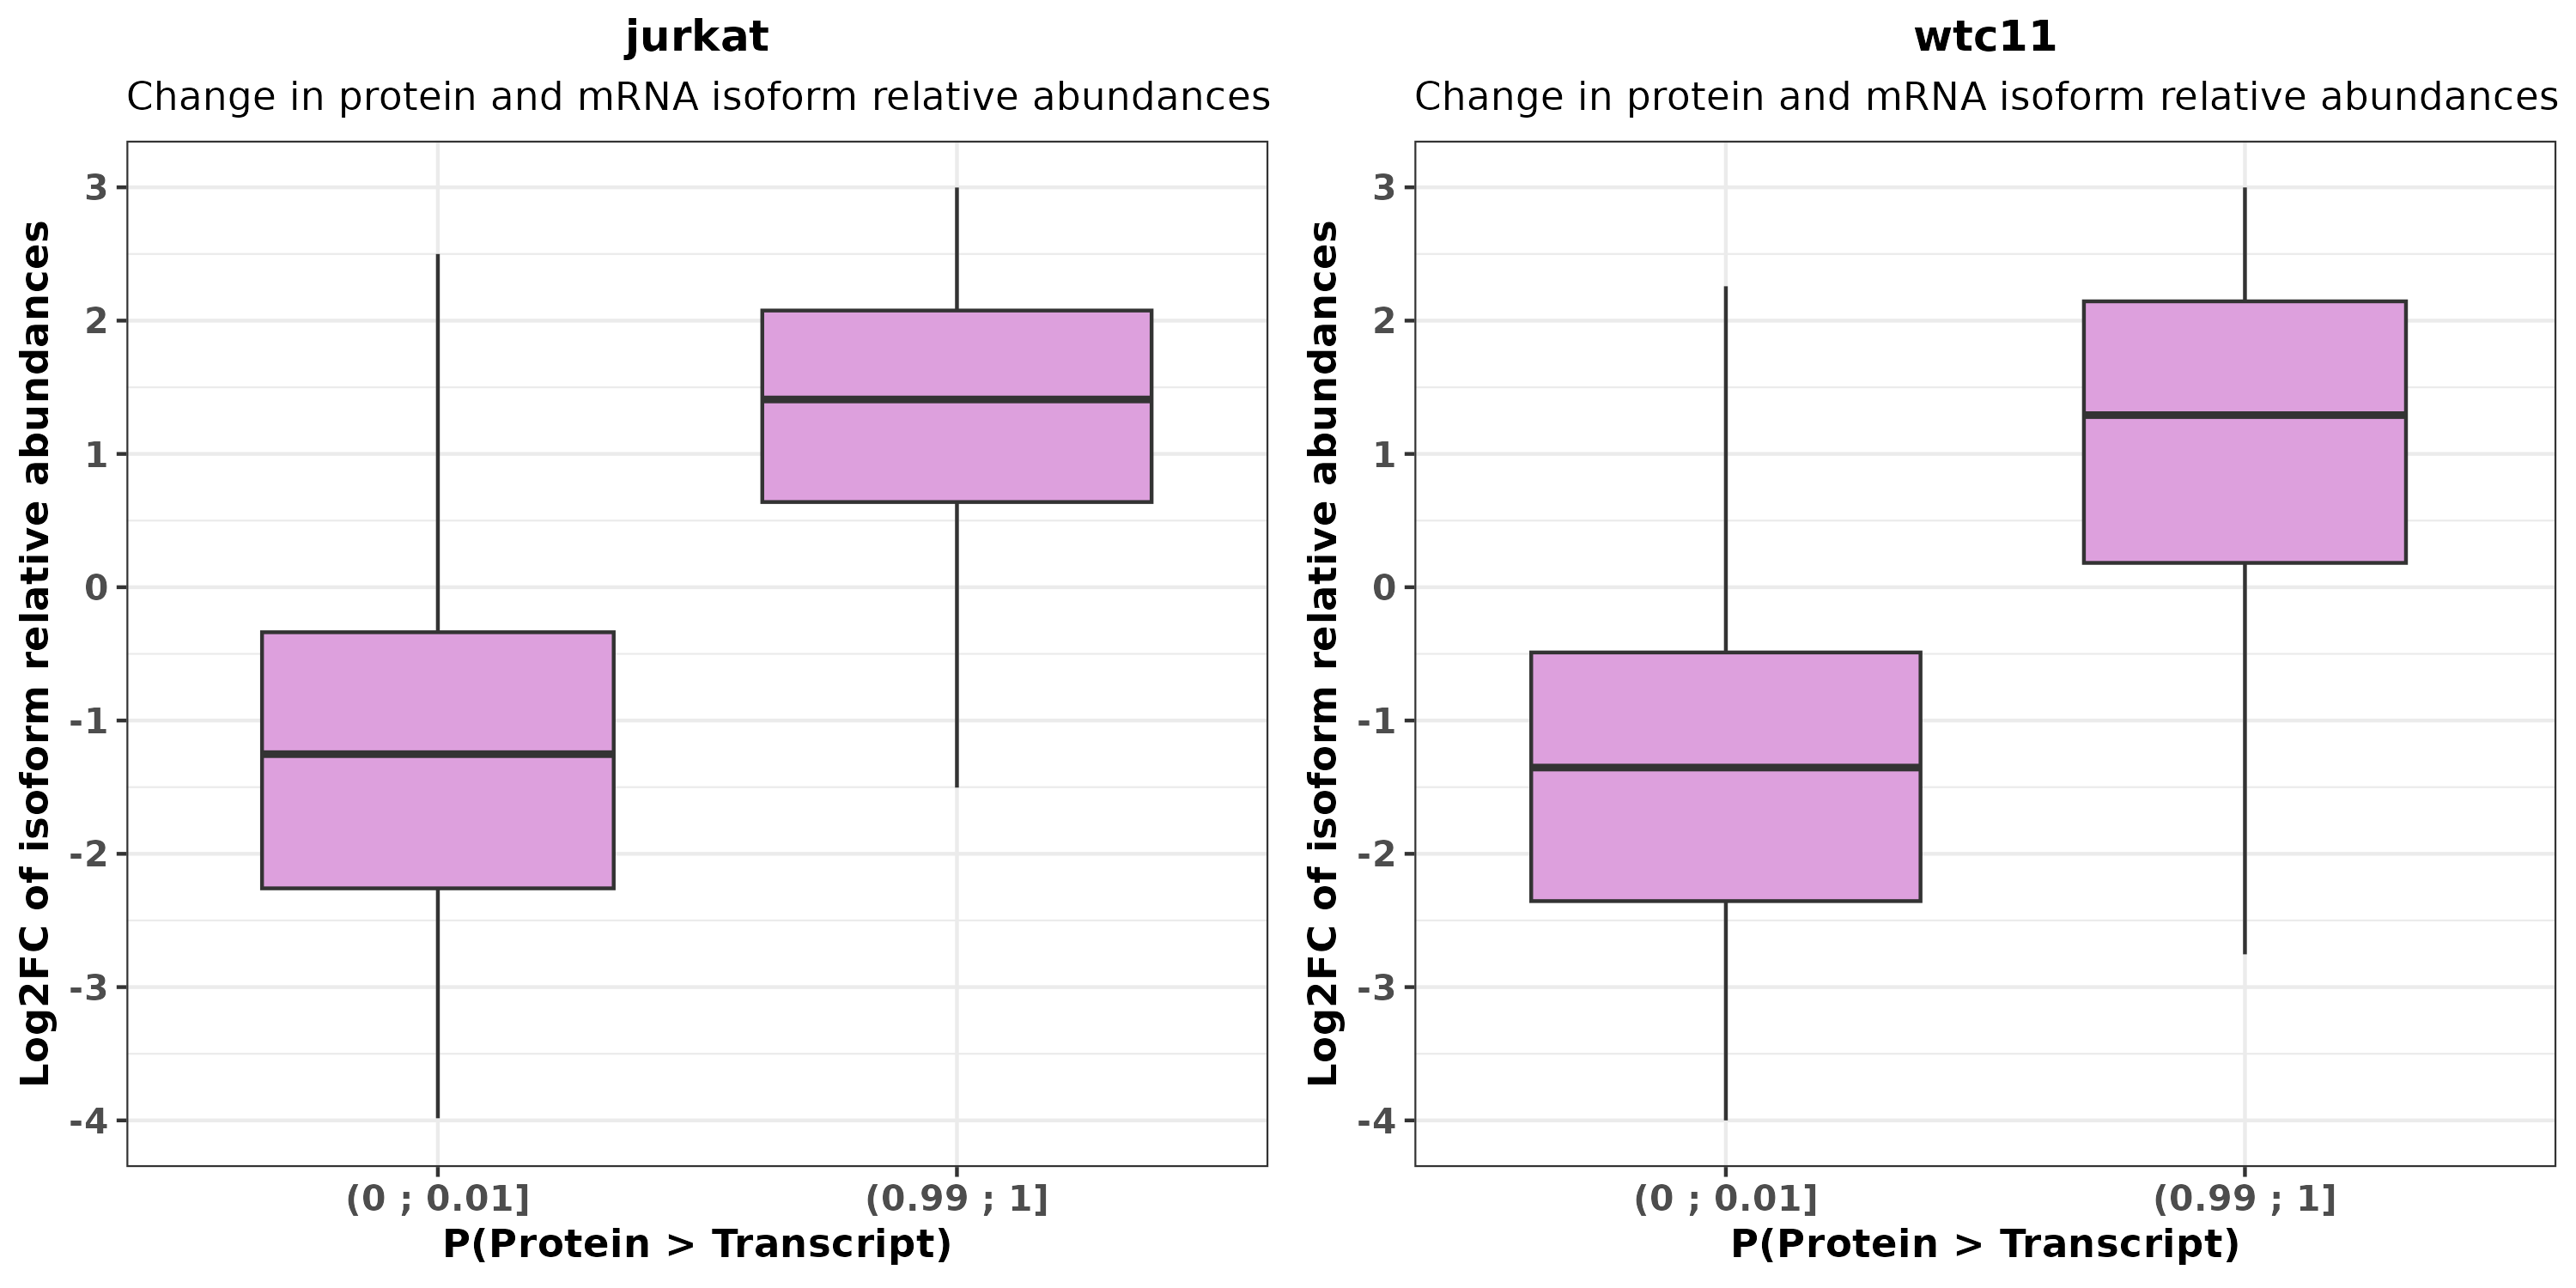 jurkat
Change in protein and mRNA isoform relative abundances
Log2FC of isoform relative abundances
3
2
1
0
-1
-2
-3
-4
(0 ; 0.01]
(0.99 ; 1]
P(Protein > Transcript)
wtc11
Change in protein and mRNA isoform relative abundances
Log2FC of isoform relative abundances
3
2
1
0
-1
-2
-3
-4
(0 ; 0.01]
(0.99 ; 1]
P(Protein > Transcript)